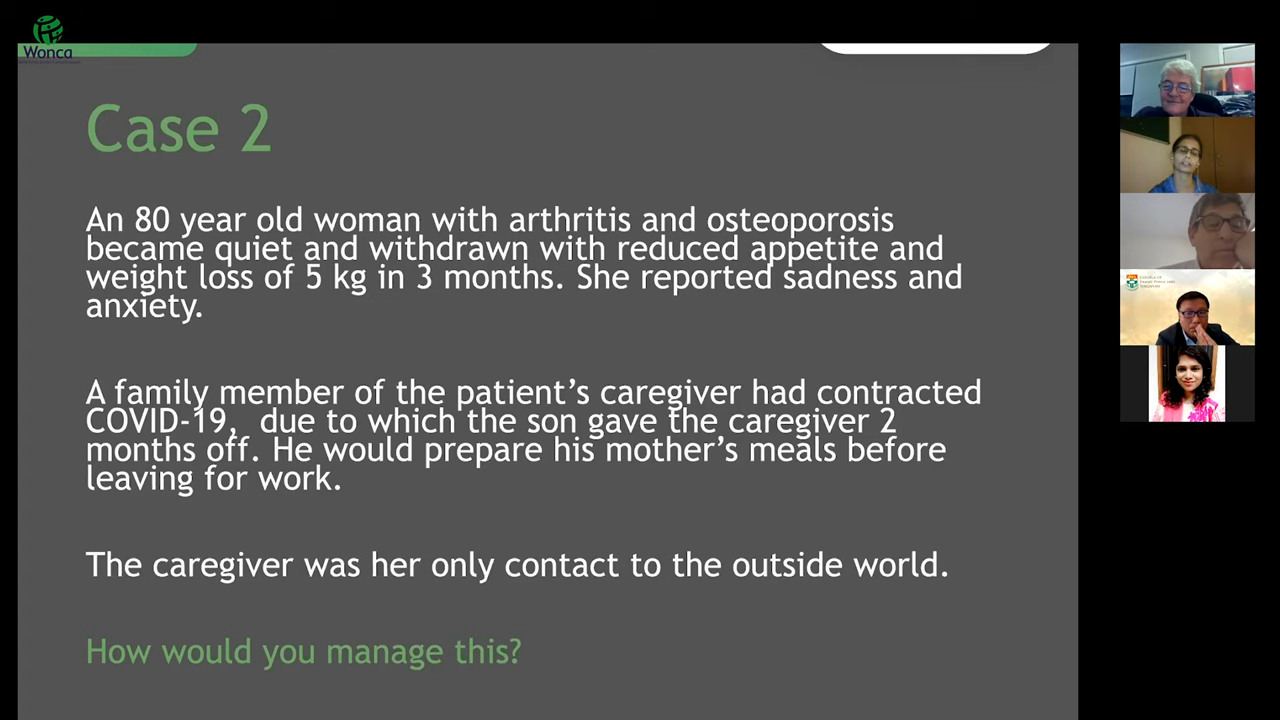 Wonca
Case 2
An 80 year old woman with arthritis and osteoporosis
became quiet and withdrawn with reduced appetite and
weight loss of 5 kg in 3 months. She reported sadness and
anxiety.
A family member of the patient’s caregiver had contracted
COVID-19,  due to which the son gave the caregiver 2
months off. He would prepare his mother’s meals before
leaving for work.
The caregiver was her only contact to the outside world.
How would you manage this?